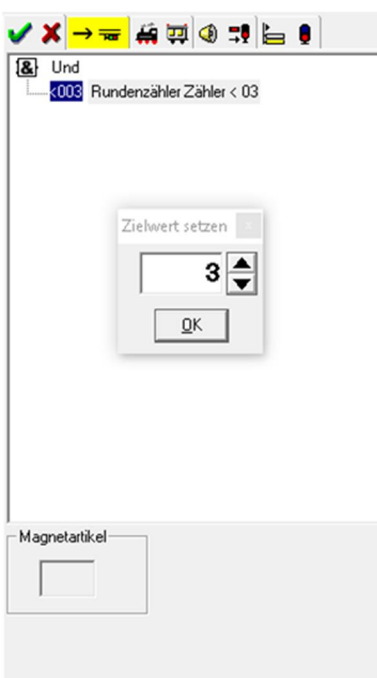 & Und
<003 Rundenzähler Zähler < 03
Zielwert setzen x
3
OK
Magnetartikel